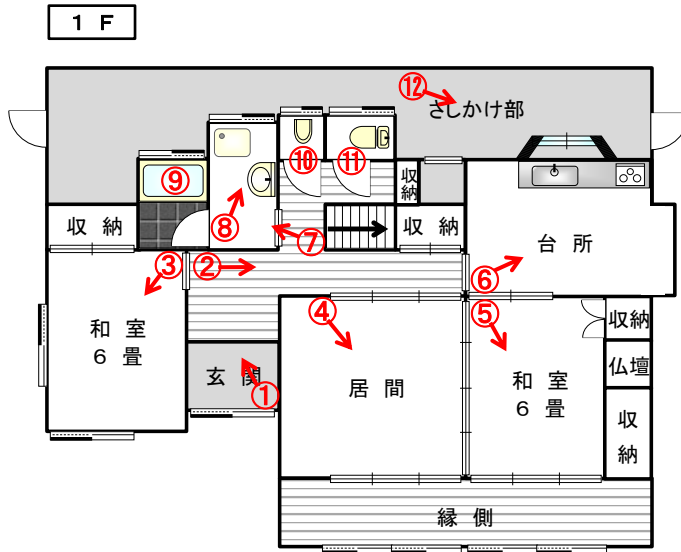 １Ｆ
⑫
さしかけ部
⑩
⑪
⑨
収納
収納
⑧
⑦
収納
台所
③
②
⑥
和室
６畳
④
⑤
収納
玄関
①
居間
和室
６畳
仏壇
収納
縁側